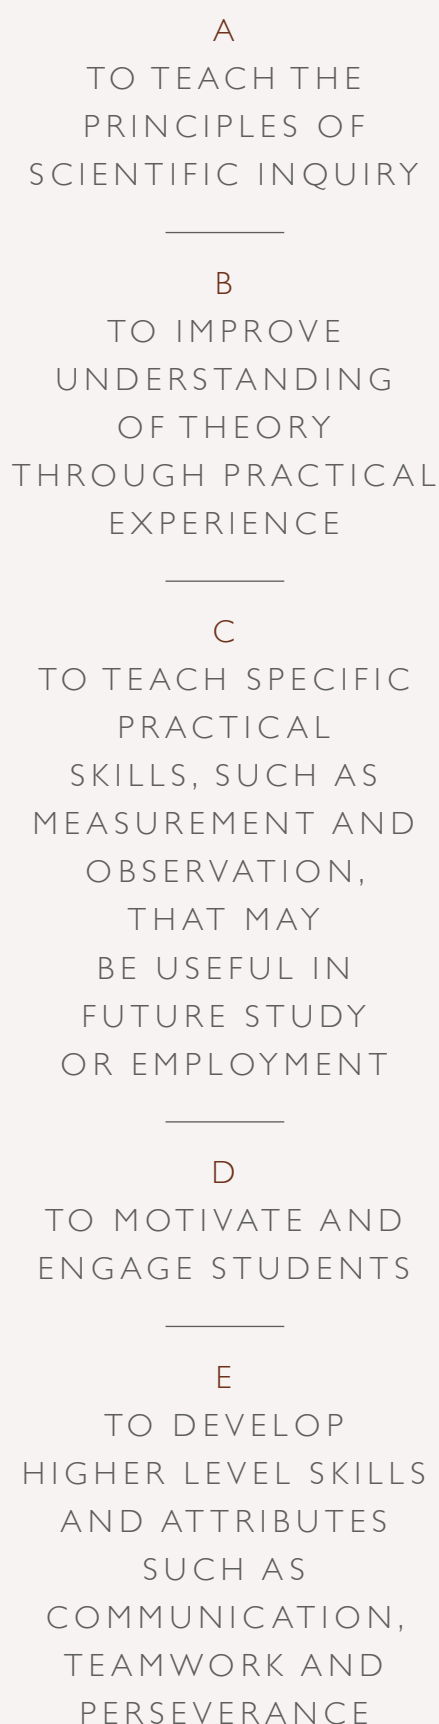 A
TO TEACH THE
PRINCIPLES OF
SCIENTIFIC INQUIRY
B
TO IMPROVE
UNDERSTANDING
OF THEORY
THROUGH PRACTICAL
EXPERIENCE
C
TO TEACH SPECIFIC
PRACTICAL
SKILLS, SUCH AS
MEASUREMENT AND
OBSERVATION,
THAT MAY
BE USEFUL IN
FUTURE STUDY
OR EMPLOYMENT
D
TO MOTIVATE AND
ENGAGE STUDENTS
E
TO DEVELOP
HIGHER LEVEL SKILLS
AND ATTRIBUTES
SUCH AS
COMMUNICATION,
TEAMWORK AND
PERSEVERANCE